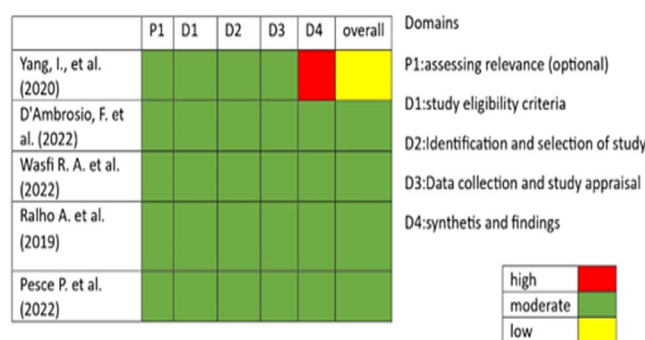 P1 D1 D2 D3 D4 overall
Yang, I., et al.
(2020)
D'Ambrosio, F. et
al. (2022)
Wasfi R. A. et al.
(2022)
Ralho A. et al.
(2019)
Pesce P. et al.
(2022)
Domains
P1:assessing relevance (optional)
D1:study eligibility criteria
D2:Identification and selection of study
D3:Data collection and study appraisal
D4:synthetis and findings
high
moderate
low